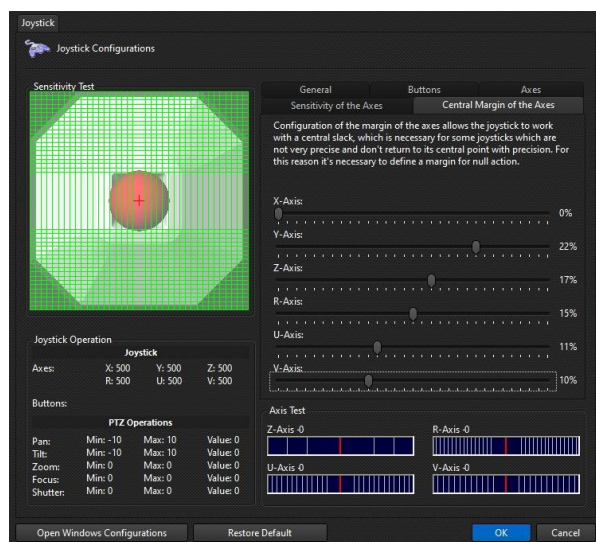 Joystick
Joystick Configurations
Sensitivity Test
General Buttons Axes
Sensitivity of the Axes Central Margin of the Axes
Configuration of the margin of the axes allows the joystick to work
with a central slack, which is necessary for some joysticks which are
not very precise and don't return to its central point with precision. For
this reason it's necessary to define a margin for null action.
X-Axis:
0%
Y-Axis:
22%
Z-Axis:
17%
R-Axis:
15%
U-Axis:
11%
V-Axis:
10%
Joystick Operation
Joystick
Axes: X: 500 Y: 500 Z: 500
R: 500 U: 500 V: 500
Buttons:
PTZ Operations
Pan: Min: -10 Max: 10 Value: 0
Tilt: Min: -10 Max: 10 Value: 0
Zoom: Min: 0 Max: 0 Value: 0
Focus: Min: 0 Max: 0 Value: 0
Shutter: Min: 0 Max: 0 Value: 0
Axis Test
Z-Axis -0 R-Axis -0
U-Axis -0 V-Axis -0
Open Windows Configurations Restore Default OK Cancel